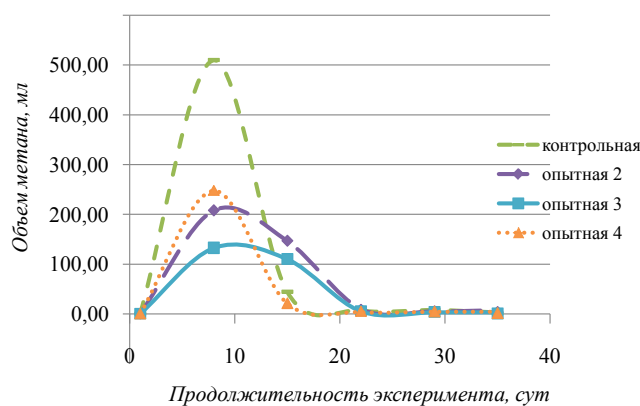 Объем метана, мл
500,00
400,00
300,00
200,00
100,00
0,00
0
10
20
30
40
Продолжительность эксперимента, сут
контрольная
опытная 2
опытная 3
опытная 4